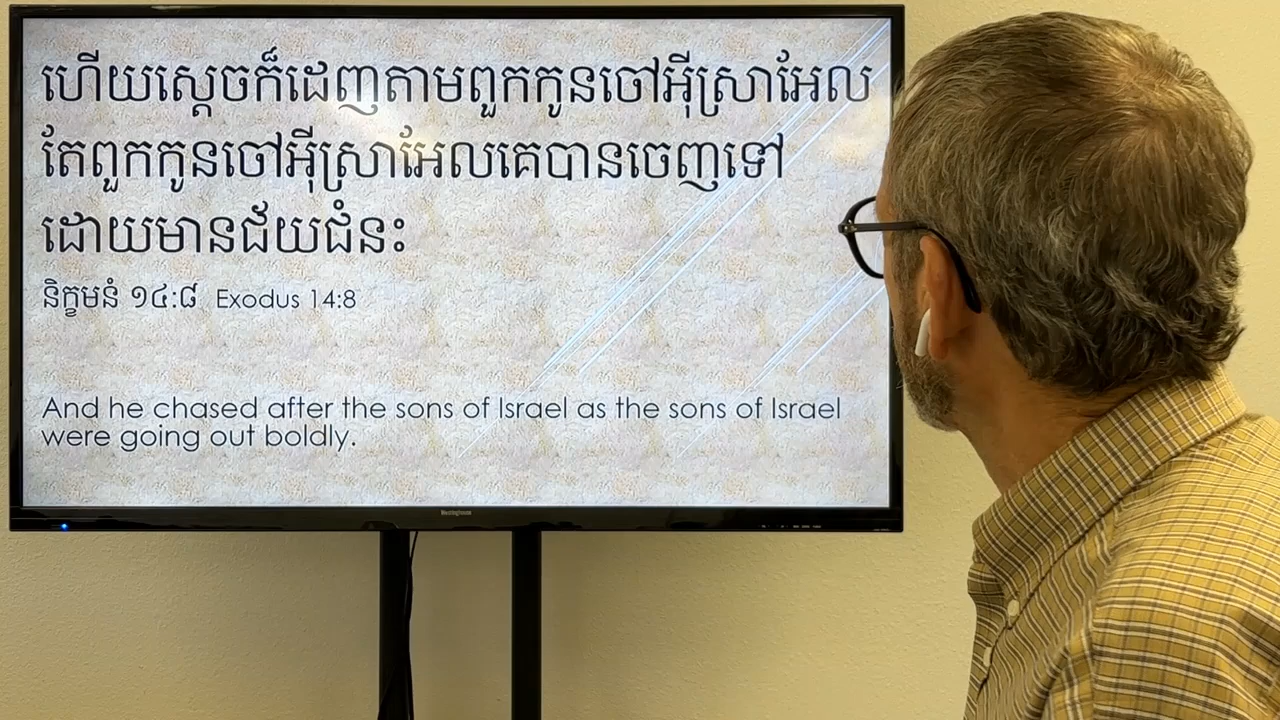 ហើយស្តេចក៏ដេញតាមពួកកូនចៅអ៊ីស្រាអែល
តែពួកកូនចៅអ៊ីស្រាអែលគេបានចេញទៅ
ដោយមានជ័យជំនះ
និក្ខមនំ ១៤:៨ Exodus 14:8
And he chased after the sons of Israel as the sons of Israel
were going out boldly.
Westinghouse